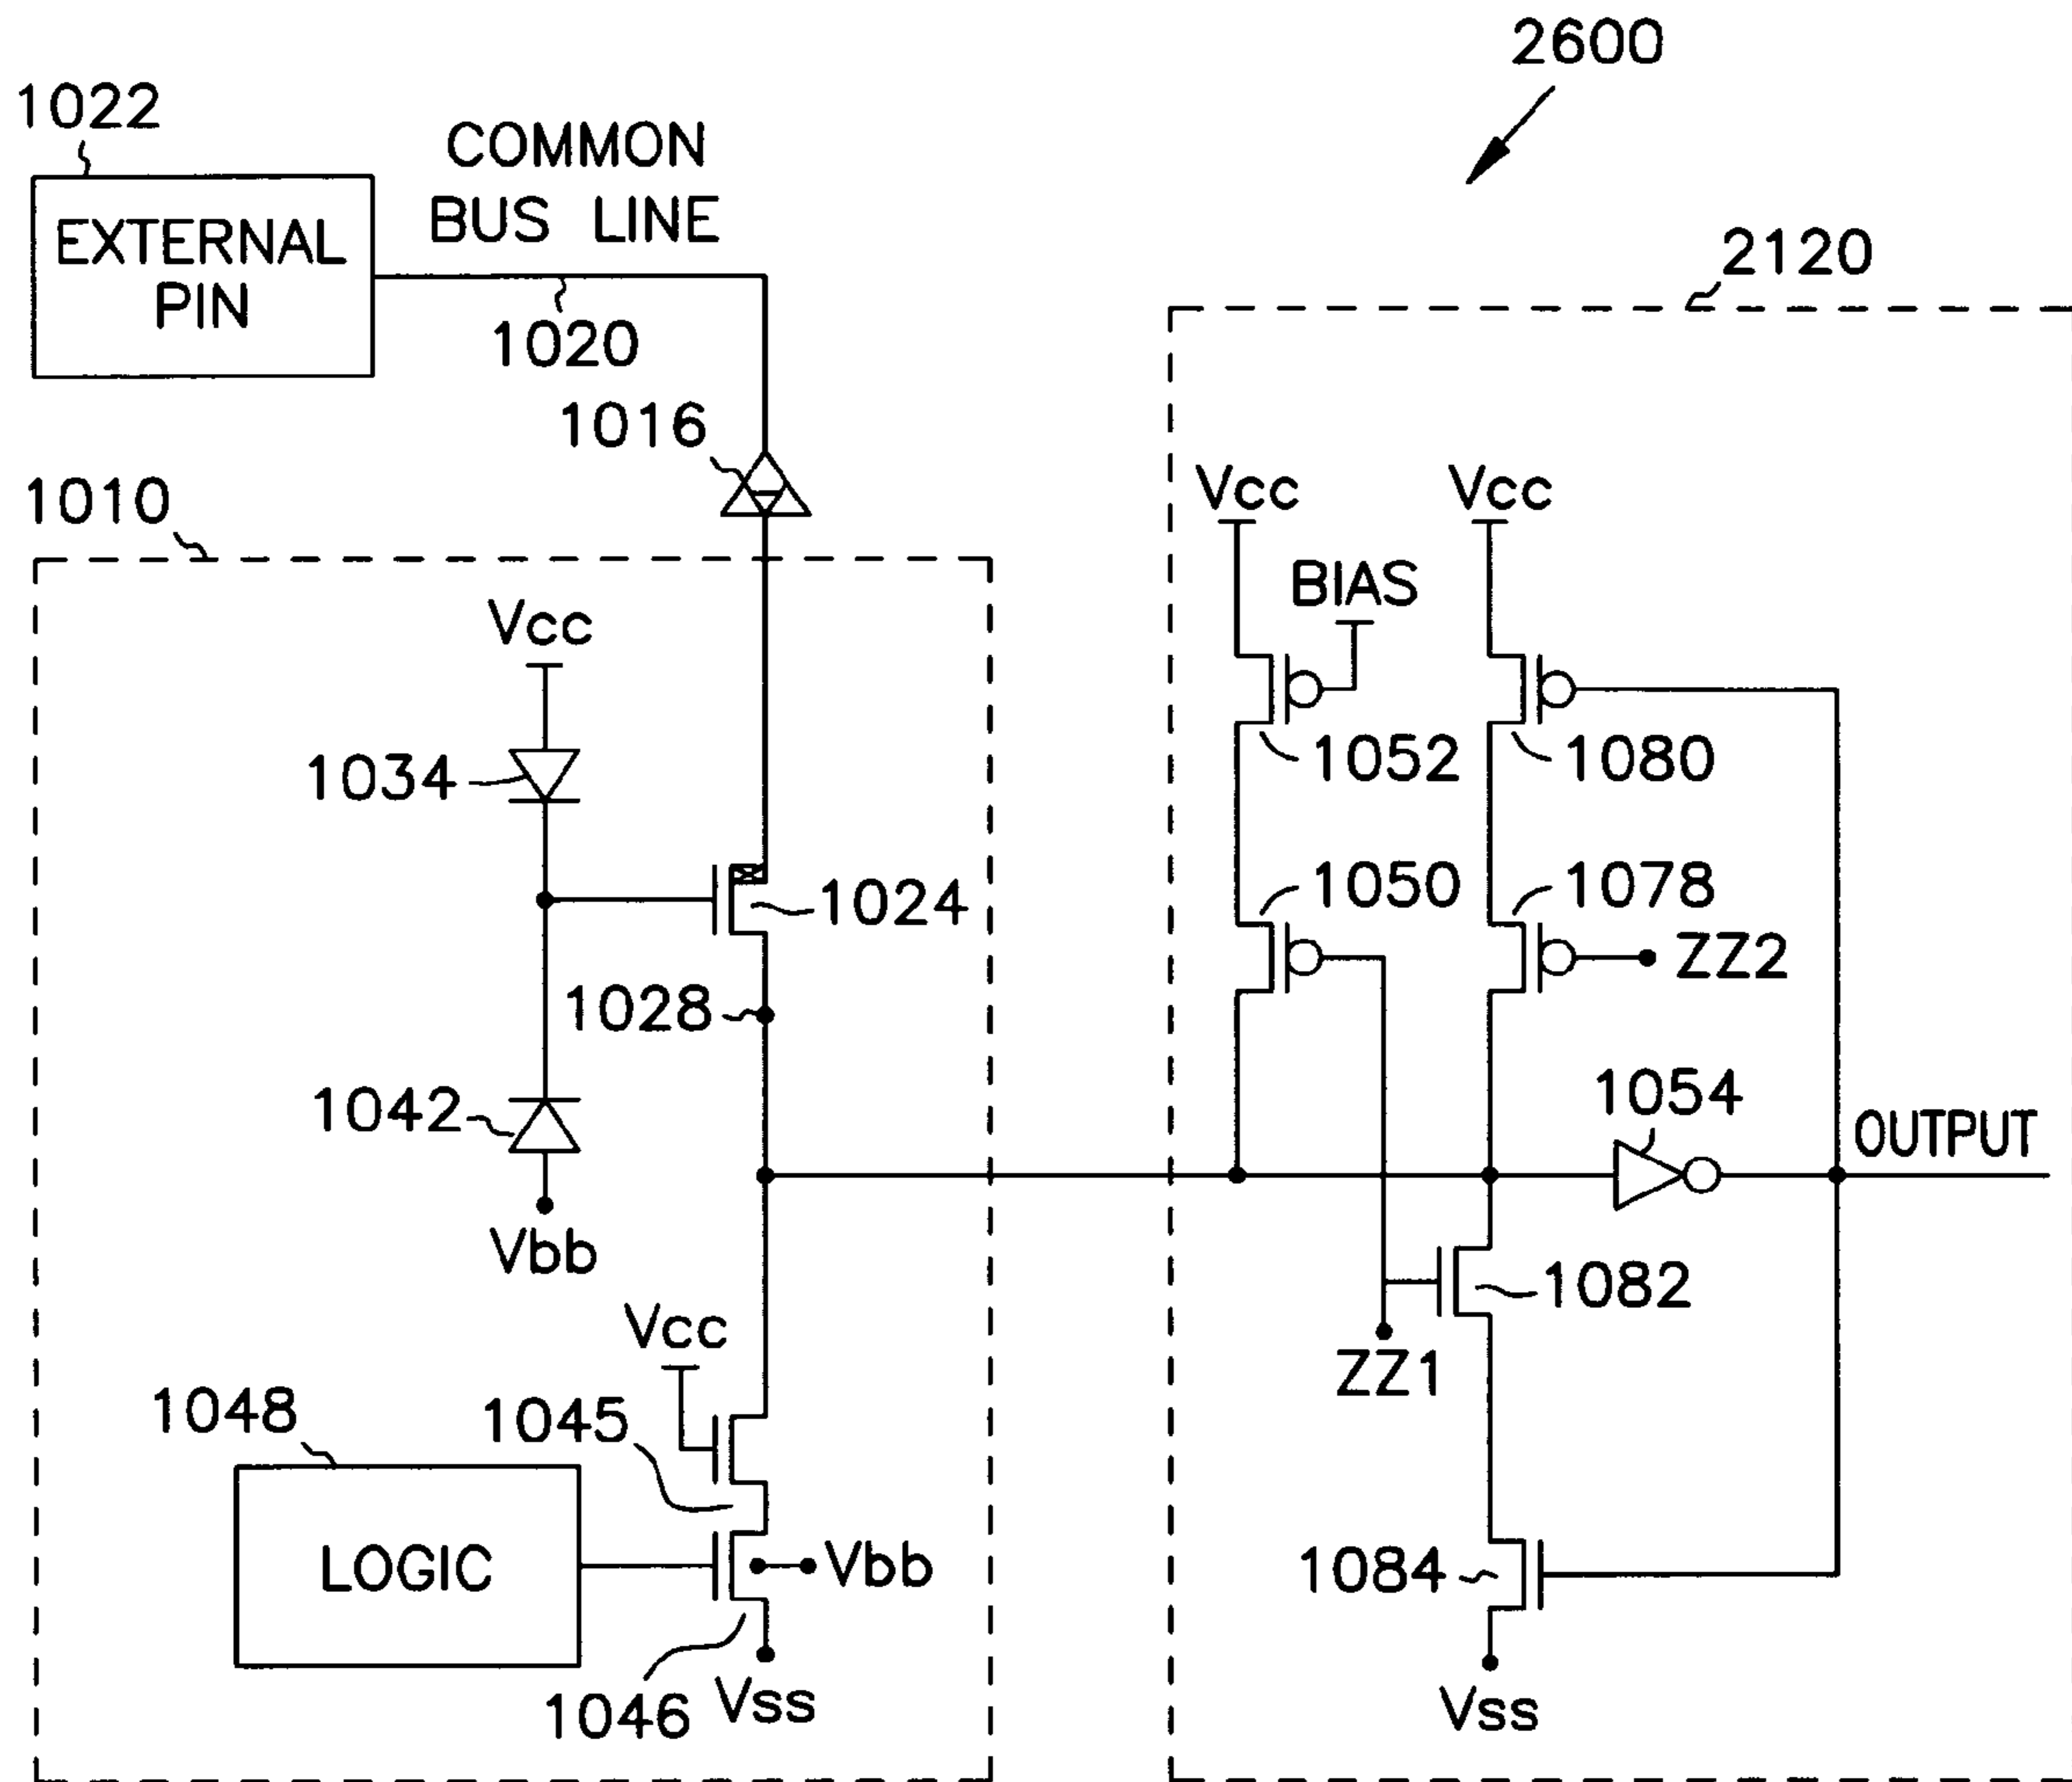 2600
1022
COMMON
BUS LINE
EXTERNAL
PIN
1020
2120
1016
1010
Vcc
Vcc
BIAS
Vcc
1034
1052
1080
1024
1050
1078
ZZ2
1028
1042
1054
OUTPUT
Vbb
1082
Vcc
ZZ1
1048
1045
LOGIC
Vbb
1084
1046
Vss
Vss